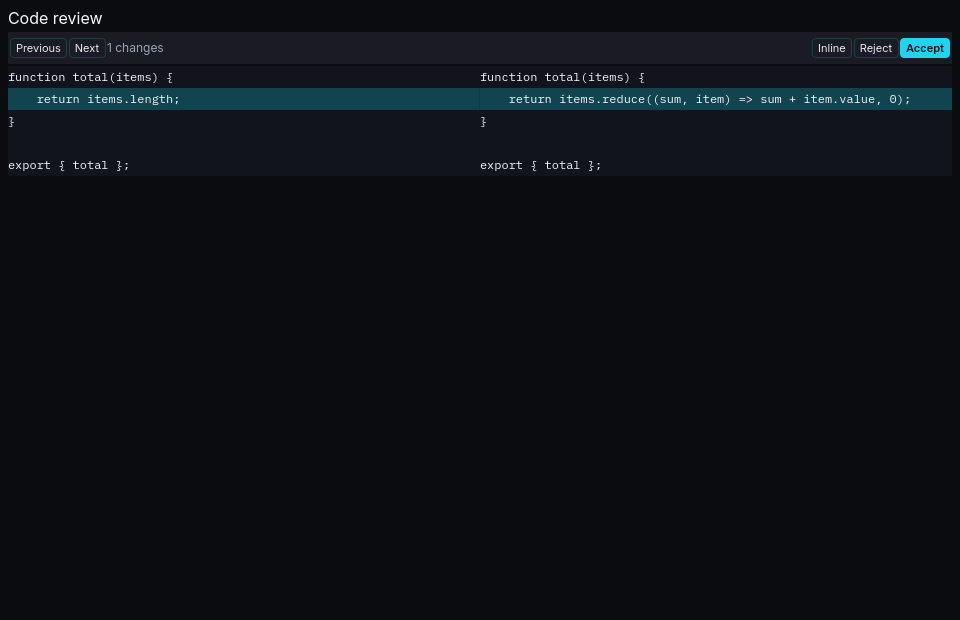 Code review
Previous Next 1 changes Inline Reject Accept
function total(items) {
    return items.length;
}
export { total };
function total(items) {
    return items.reduce((sum, item) => sum + item.value, 0);
}
export { total };